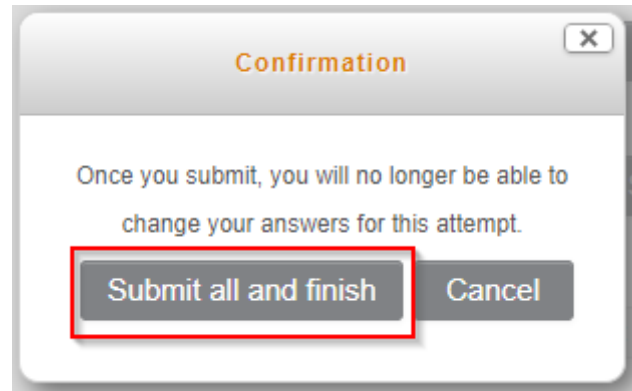 Confirmation
Once you submit, you will no longer be able to
change your answers for this attempt.
Submit all and finish
Cancel